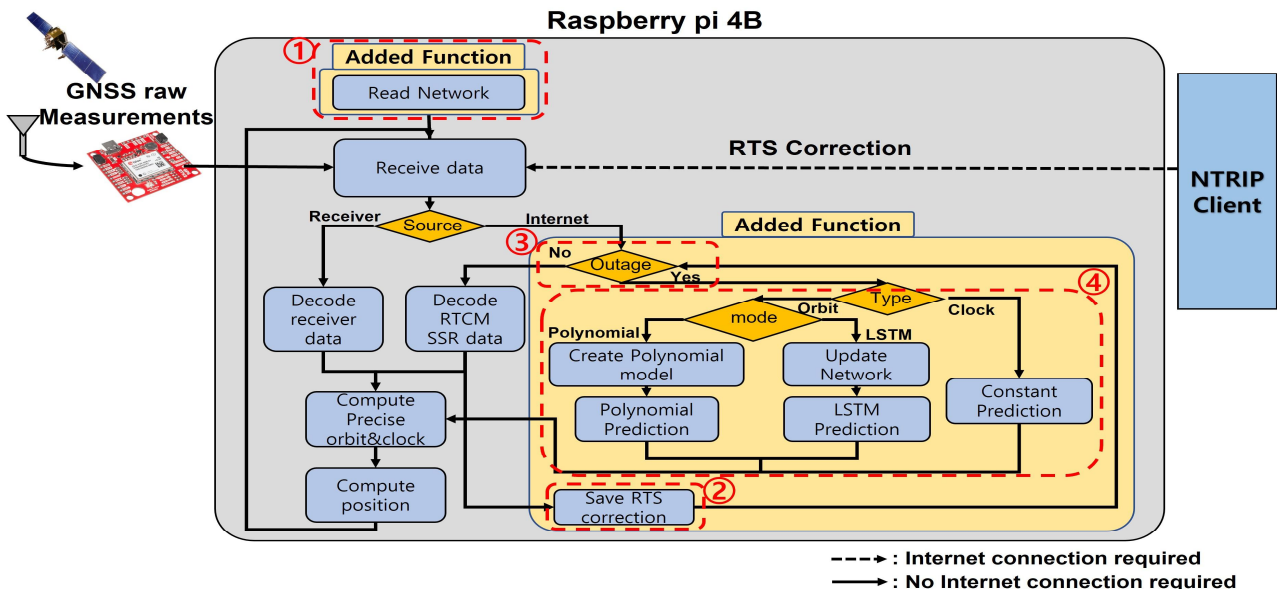 Raspberry pi 4B
①
Added Function
Read Network
GNSS raw
Measurements
Receive data
RTS Correction
NTRIP
Client
Receiver
Source
Internet
Added Function
③
No
Outage
Yes
④
Type
Orbit
Clock
mode
Polynomial
LSTM
Decode
receiver
data
Decode
RTCM
SSR data
Create Polynomial
model
Update
Network
Constant
Prediction
Polynomial
Prediction
LSTM
Prediction
Compute
Precise
orbit&clock
Compute
position
②
Save RTS
correction
: Internet connection required
: No Internet connection required